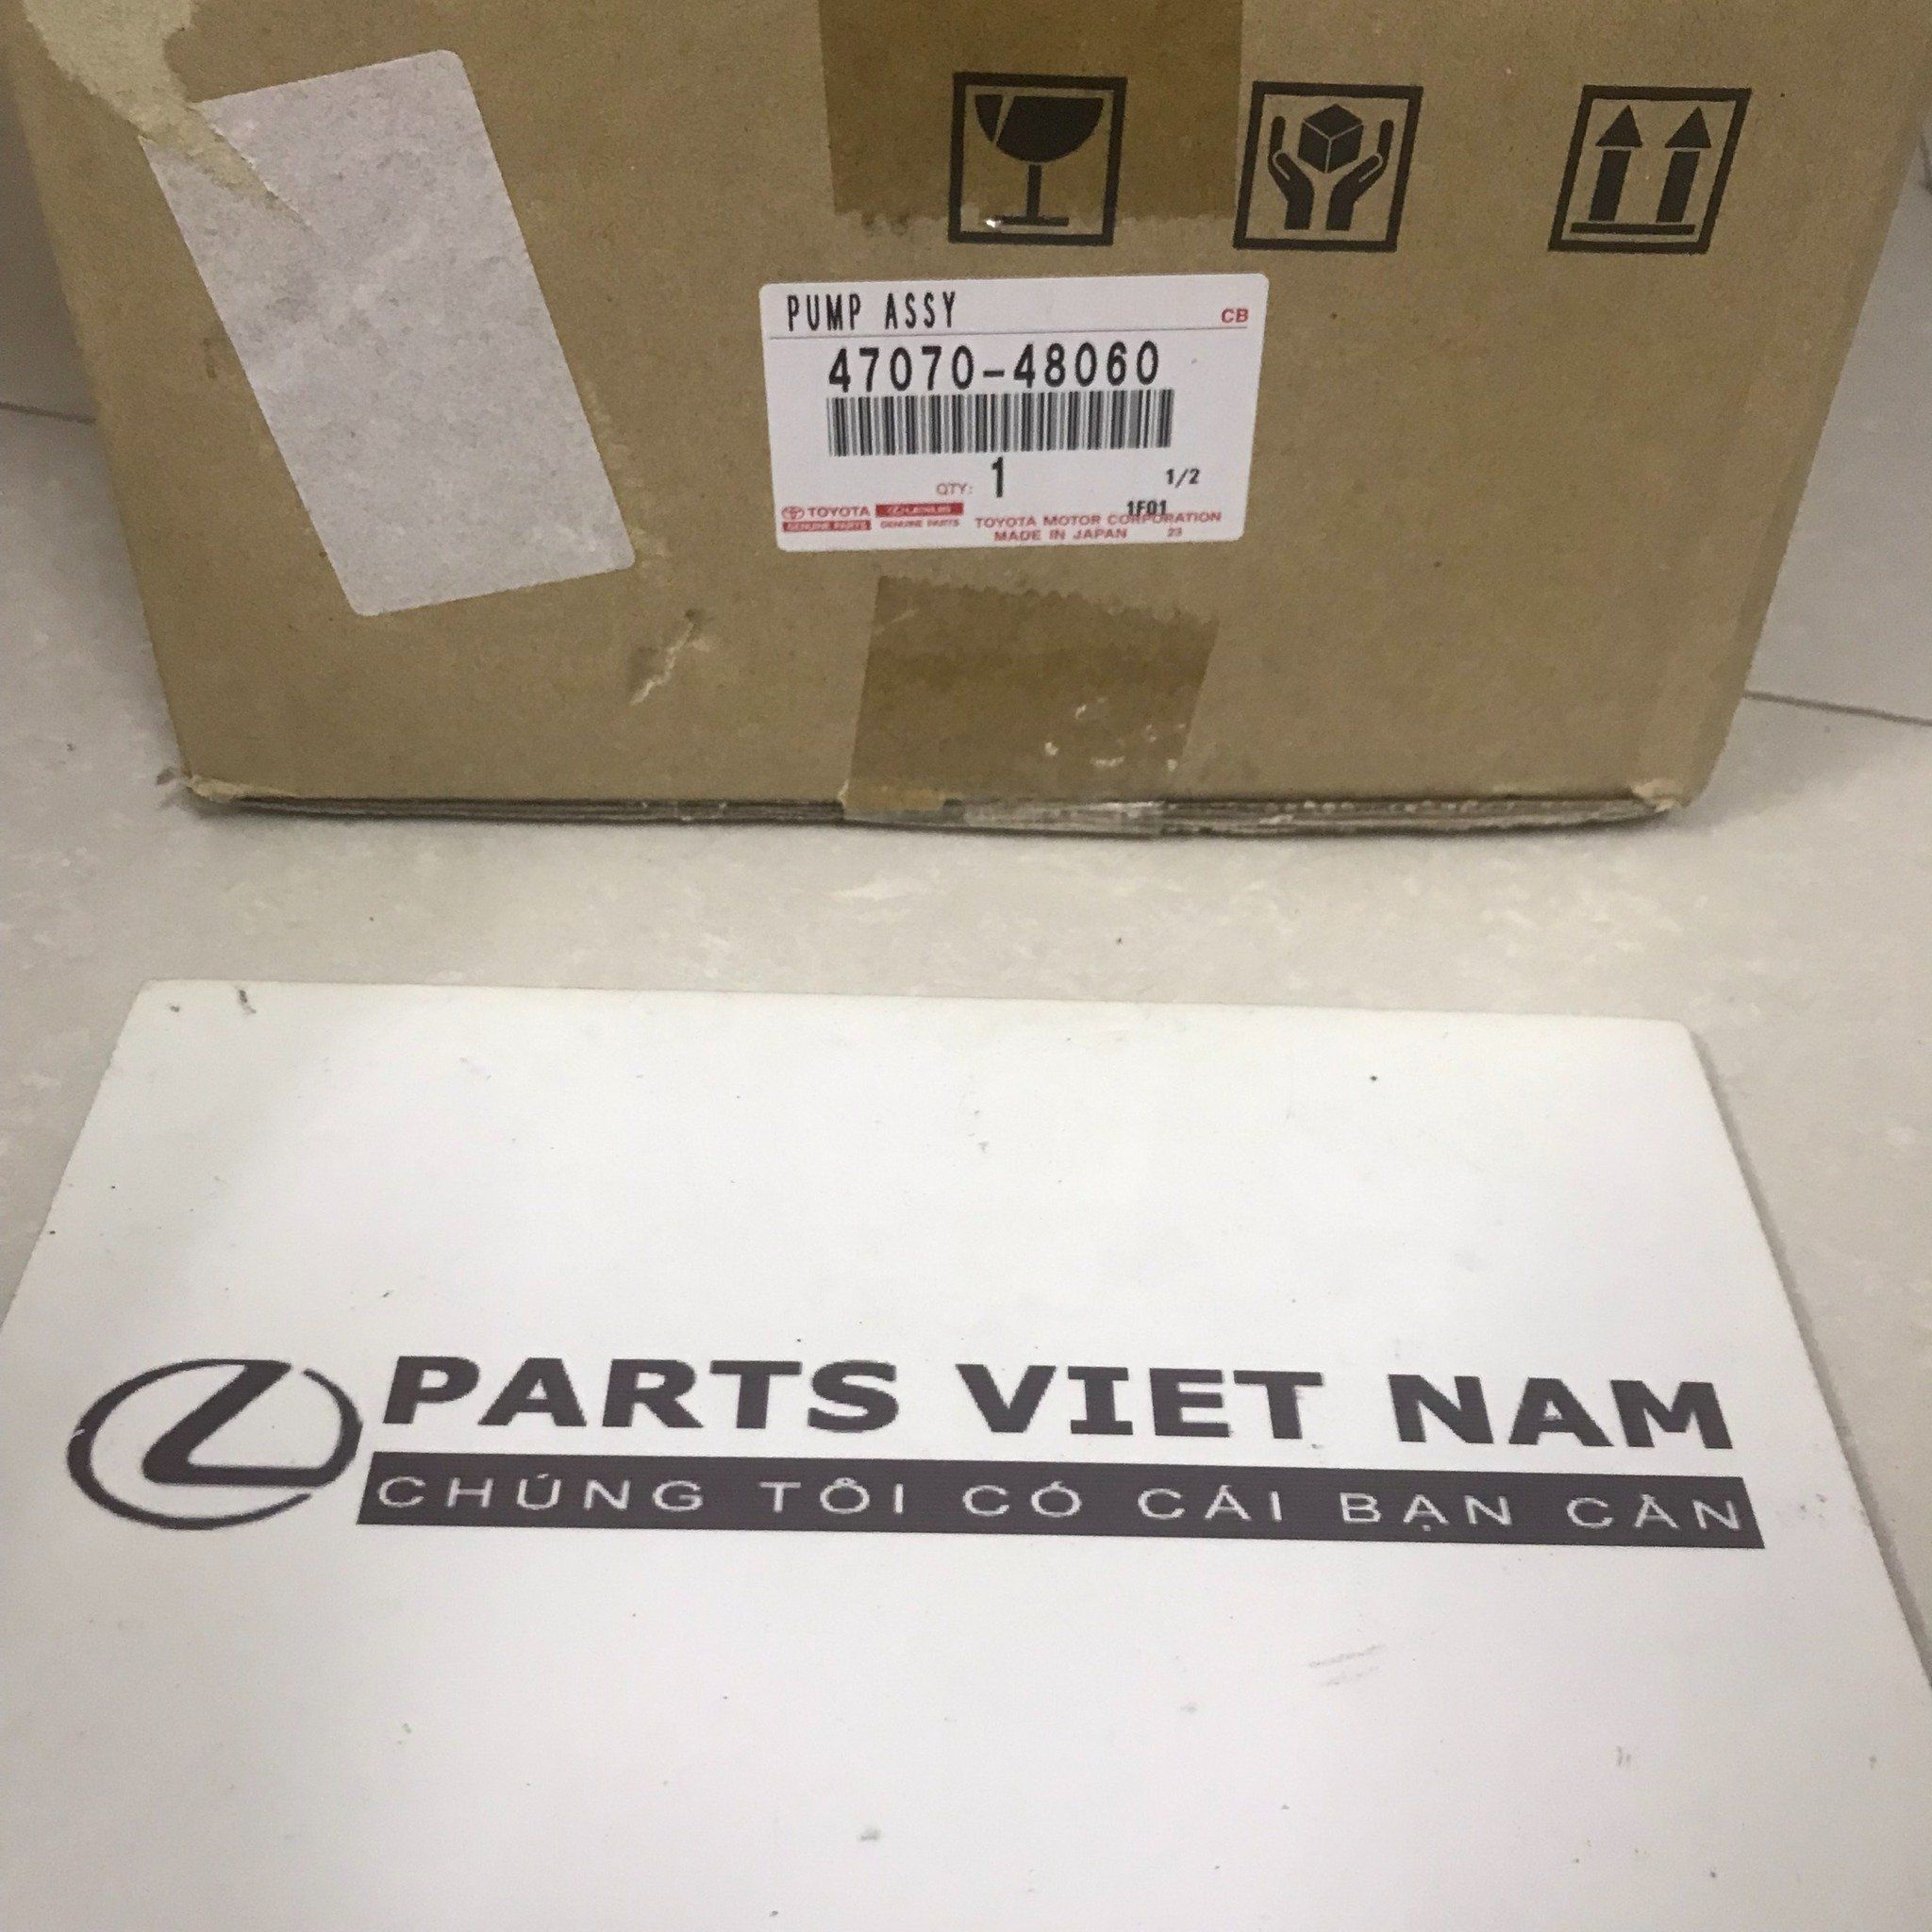 PUMP ASSY
CB
47070-48060
QTY: 1
1/2
1F01
TOYOTA LEXUS
GENUINE PARTS GENUINE PARTS
TOYOTA MOTOR CORPORATION
MADE IN JAPAN 23
PARTS VIET NAM
CHÚNG TÔI CÓ CÁI BẠN CẦN